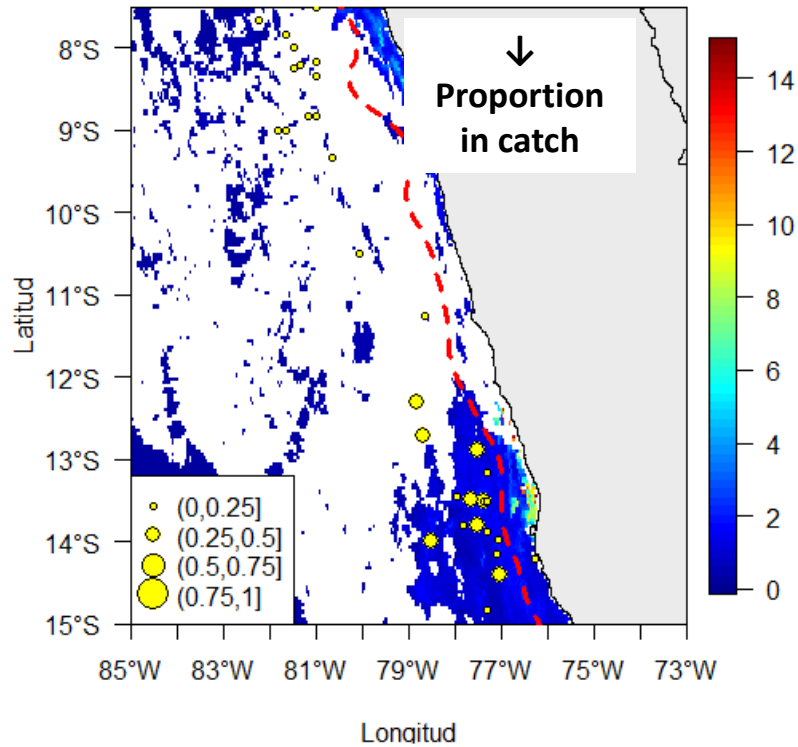 ↓
Proportion
in catch
8°S
9°S
10°S
11°S
12°S
13°S
14°S
15°S
Latitud
(0,0.25]
(0.25,0.5]
(0.5,0.75]
(0.75,1]
85°W 83°W 81°W 79°W 77°W 75°W 73°W
Longitud
14
12
10
8
6
4
2
0